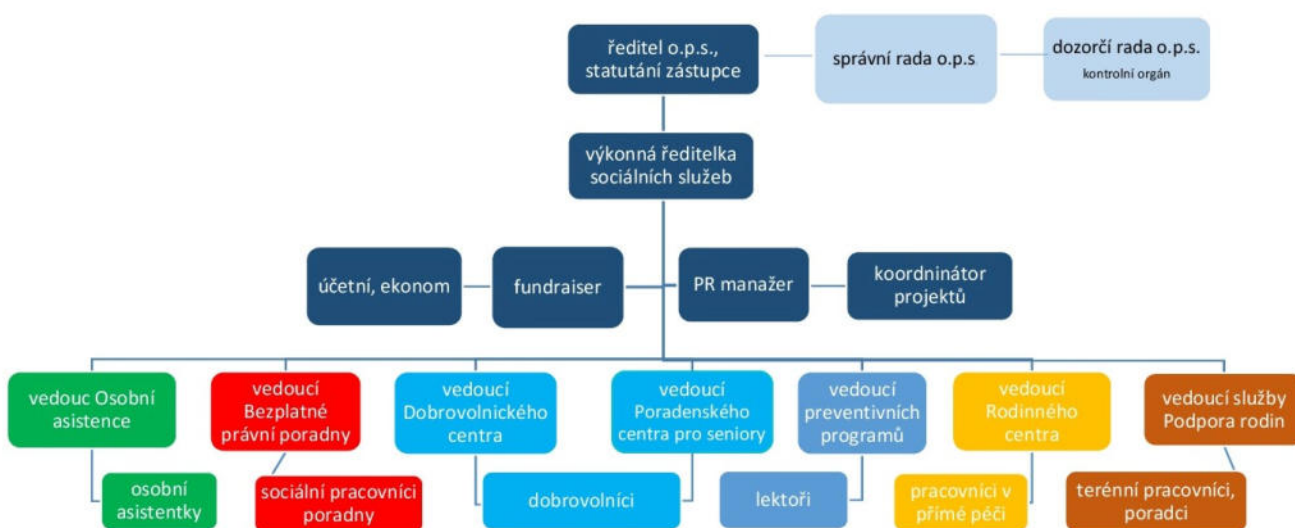 ředitel o.p.s.,
statutání zástupce
správní rada o.p.s
dozorčí rada o.p.s.
kontrolní orgán
výkonná ředitelka
sociálních služeb
účetní, ekonom
fundraiser
PR manažer
koordninátor
projektů
vedouc Osobní
asistence
vedoucí
Bezplatné
právní poradny
vedoucí
Dobrovolnického
centra
vedoucí
Poradenského
centra pro seniory
vedoucí
preventivních
programů
vedoucí
Rodinného
centra
vedoucí služby
Podpora rodin
osobní
asistentky
sociální pracovníci
poradny
dobrovolníci
lektoři
pracovníci v
přímé péči
terénní pracovníci,
poradci